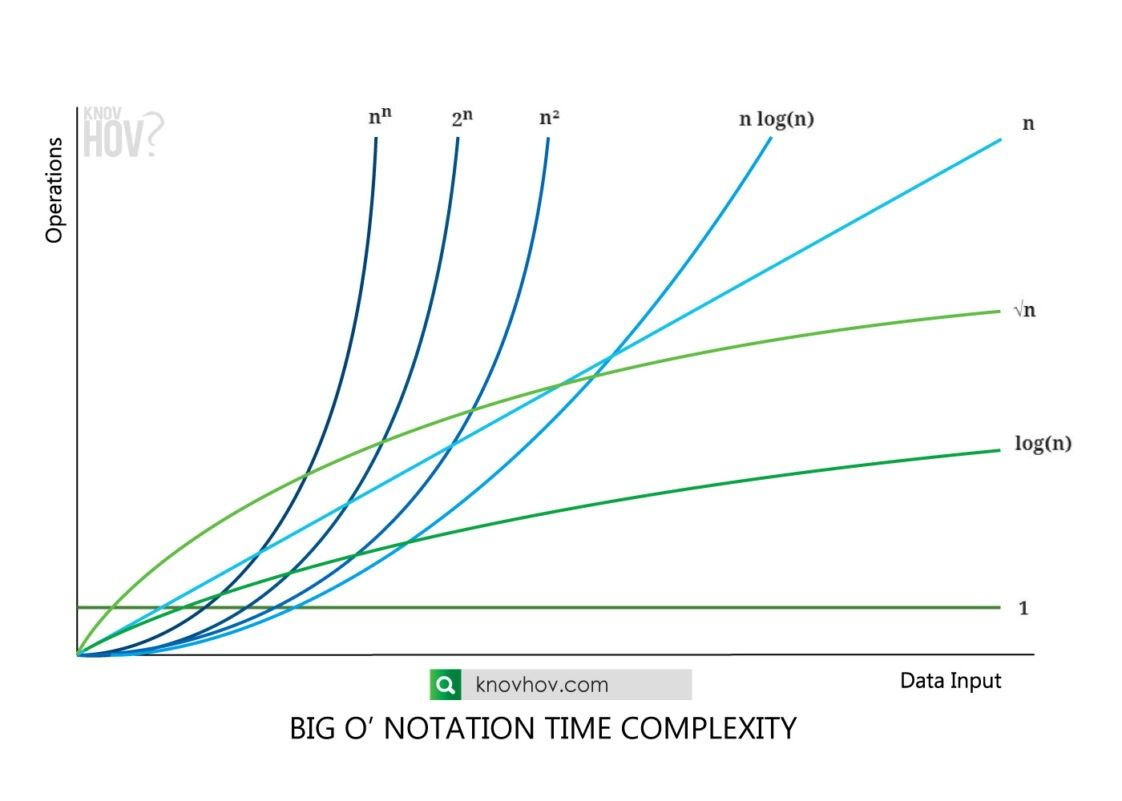 KNOV
HOV?
Operations
nⁿ
2ⁿ
n²
n log(n)
n
√n
log(n)
1
Data Input
knovhov.com
BIG O’ NOTATION TIME COMPLEXITY